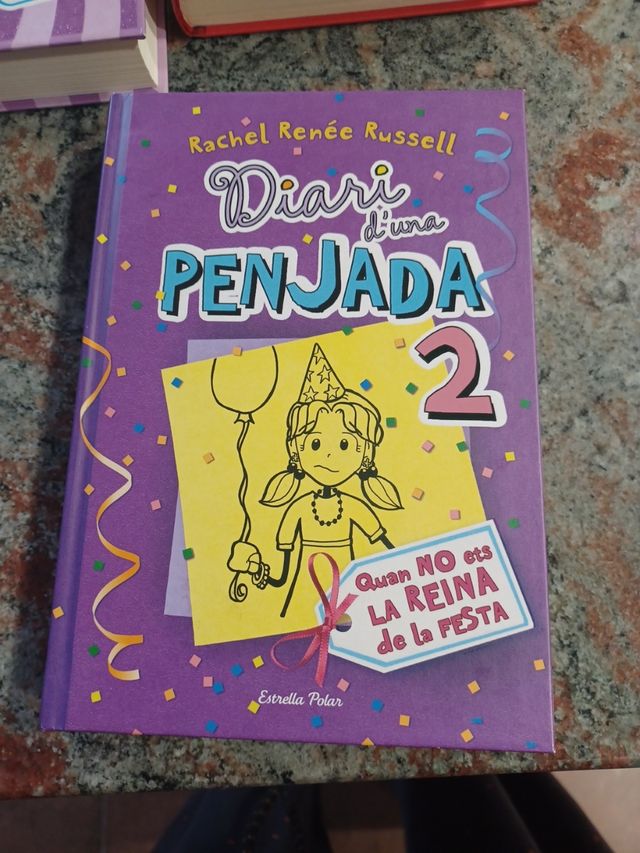 Rachel Renée Russell
Diari
d'una
PENJADA
2
Quan NO ets
LA REINA
de la FESTA
Estrella Polar